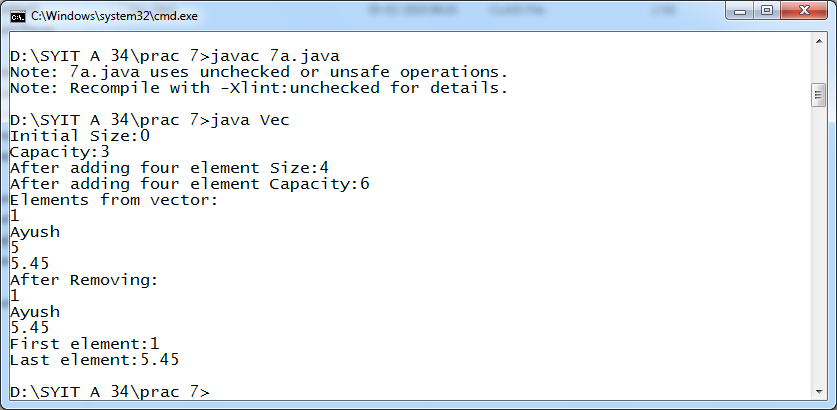 C:\Windows\system32\cmd.exe
D:\SYIT A 34\prac 7>javac 7a.java
Note: 7a.java uses unchecked or unsafe operations.
Note: Recompile with -Xlint:unchecked for details.
D:\SYIT A 34\prac 7>java Vec
Initial Size:0
Capacity:3
After adding four element Size:4
After adding four element Capacity:6
Elements from vector:
1
Ayush
5
5.45
After Removing:
1
Ayush
5.45
First element:1
Last element:5.45
D:\SYIT A 34\prac 7>